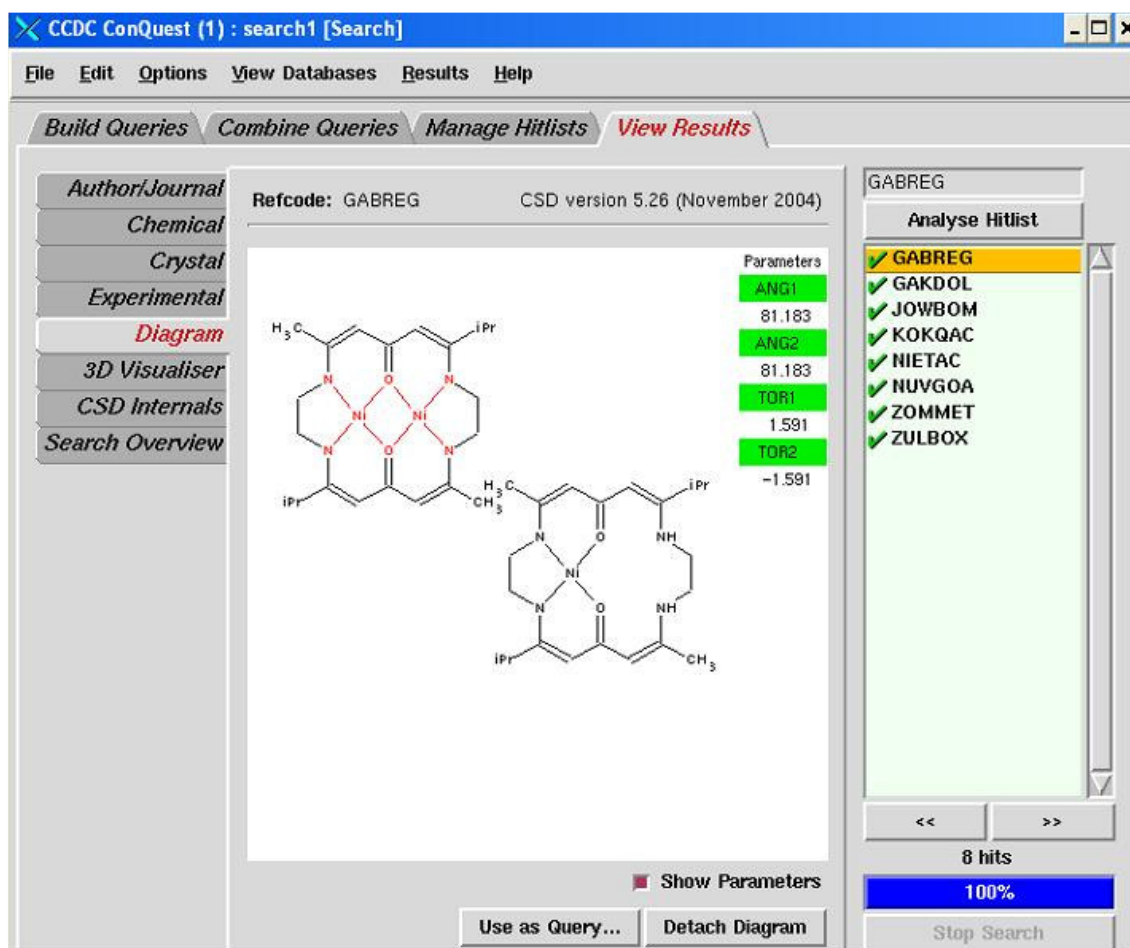 CCDC ConQuest (1) : search1 [Search]
File Edit Options View Databases Results Help
Build Queries Combine Queries Manage Hitlists View Results
Author/Journal
Chemical
Crystal
Experimental
Diagram
3D Visualiser
CSD Internals
Search Overview
Refcode: GABREG CSD version 5.26 (November 2004)
Parameters
ANG1
81.183
ANG2
81.183
TOR1
1.591
TOR2
-1.591
H3C iPr
N O N
Ni Ni
N O N
iPr CH3
H3C iPr
N O NH
Ni
N O NH
iPr CH3
Show Parameters
Use as Query... Detach Diagram
GABREG
Analyse Hitlist
GABREG
GAKDOL
JOWBOM
KOKQAC
NIETAC
NUVGOA
ZOMMET
ZULBOX
<< >>
8 hits
100%
Stop Search